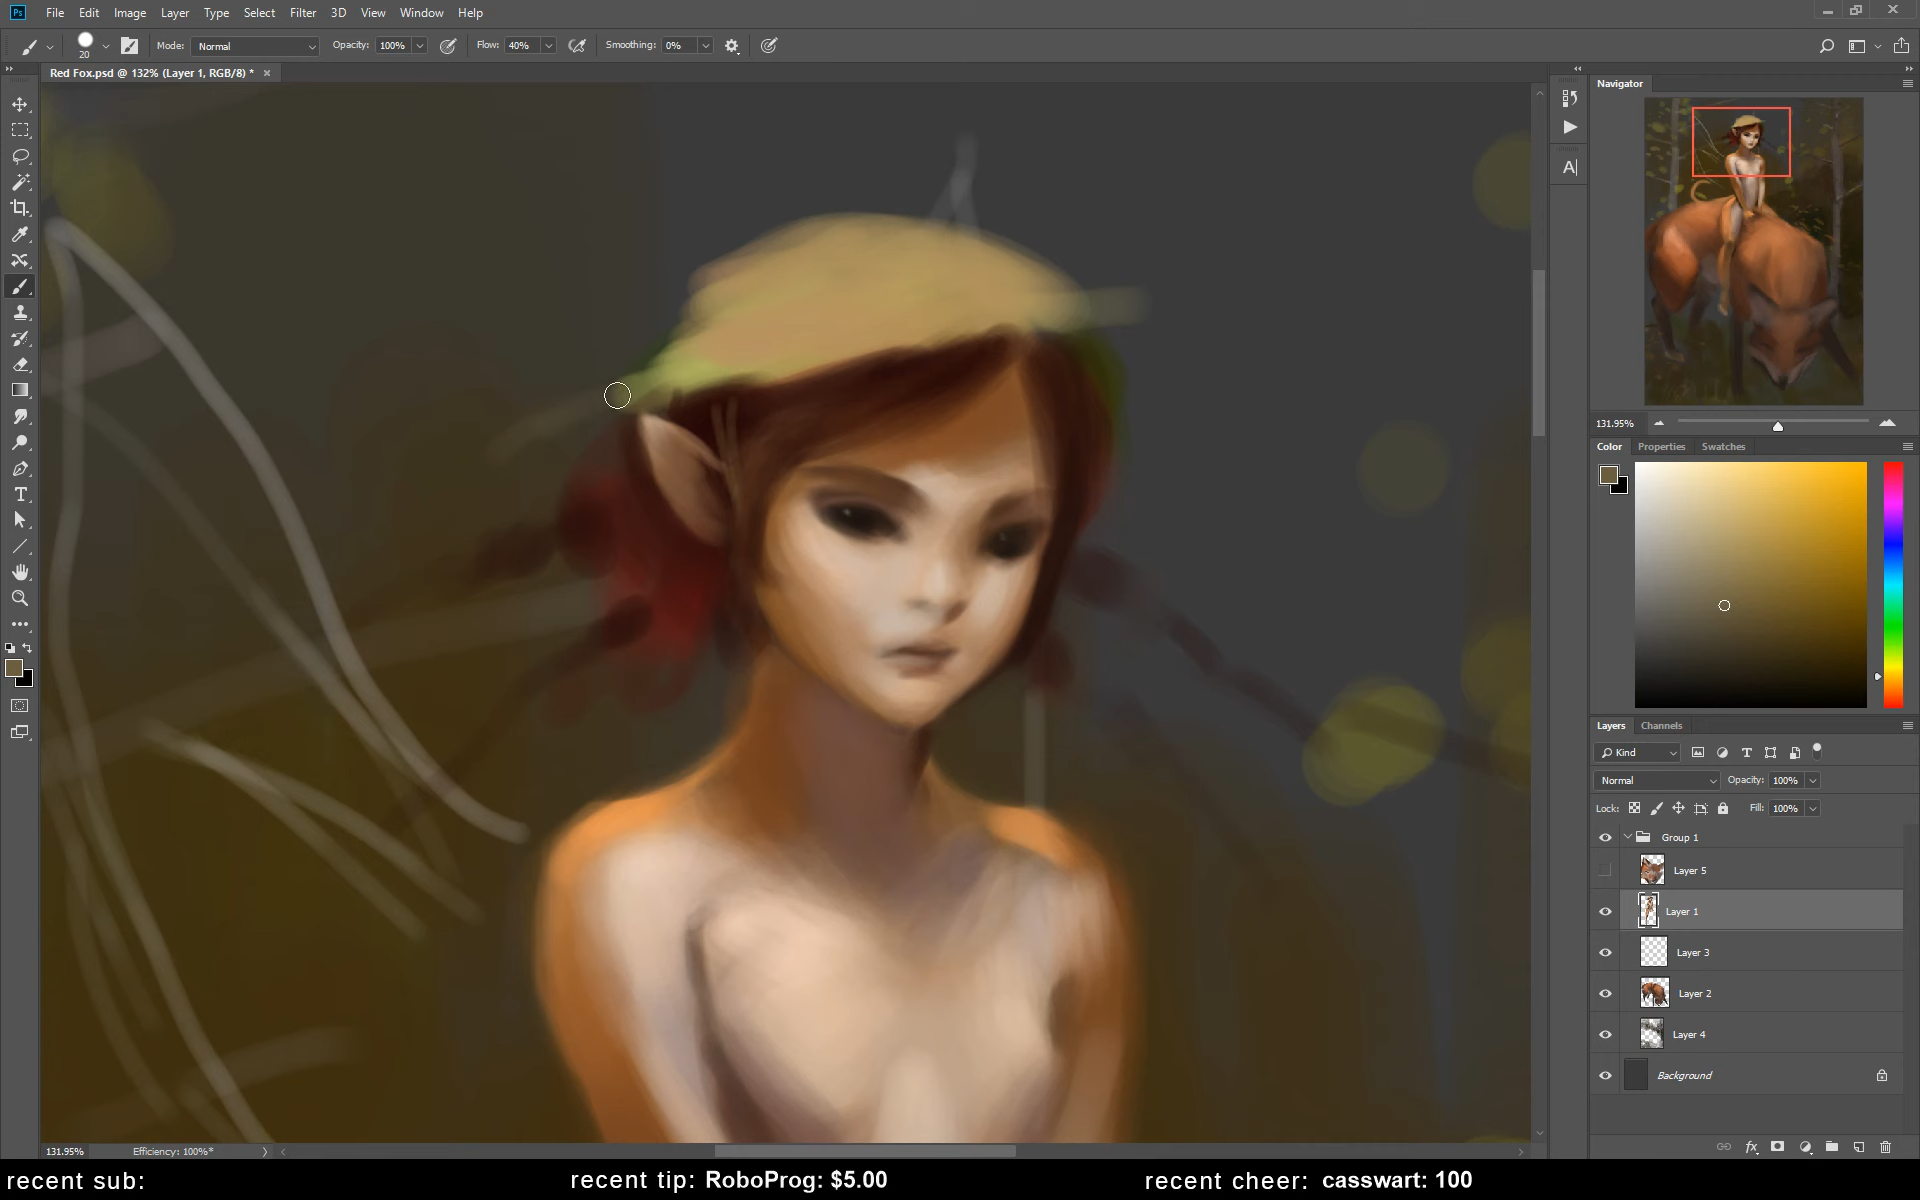 Ps File Edit Image Layer Type Select Filter 3D View Window Help
20 Mode: Normal Opacity: 100% Flow: 40% Smoothing: 0%
Red Fox.psd @ 132% (Layer 1, RGB/8) *
Navigator
131.95%
Color Properties Swatches
Layers Channels
Kind
Normal Opacity: 100%
Lock: Fill: 100%
Group 1
Layer 5
Layer 1
Layer 3
Layer 2
Layer 4
Background
131.95% Efficiency: 100%*
recent sub: recent tip: RoboProg: $5.00 recent cheer: casswart: 100